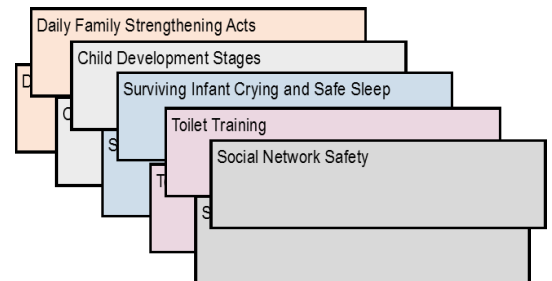 Daily Family Strengthening Acts
Child Development Stages
Surviving Infant Crying and Safe Sleep
Toilet Training
Social Network Safety